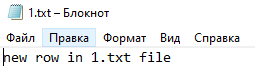 1.txt – Блокнот
Файл Правка Формат Вид Справка
new row in 1.txt file